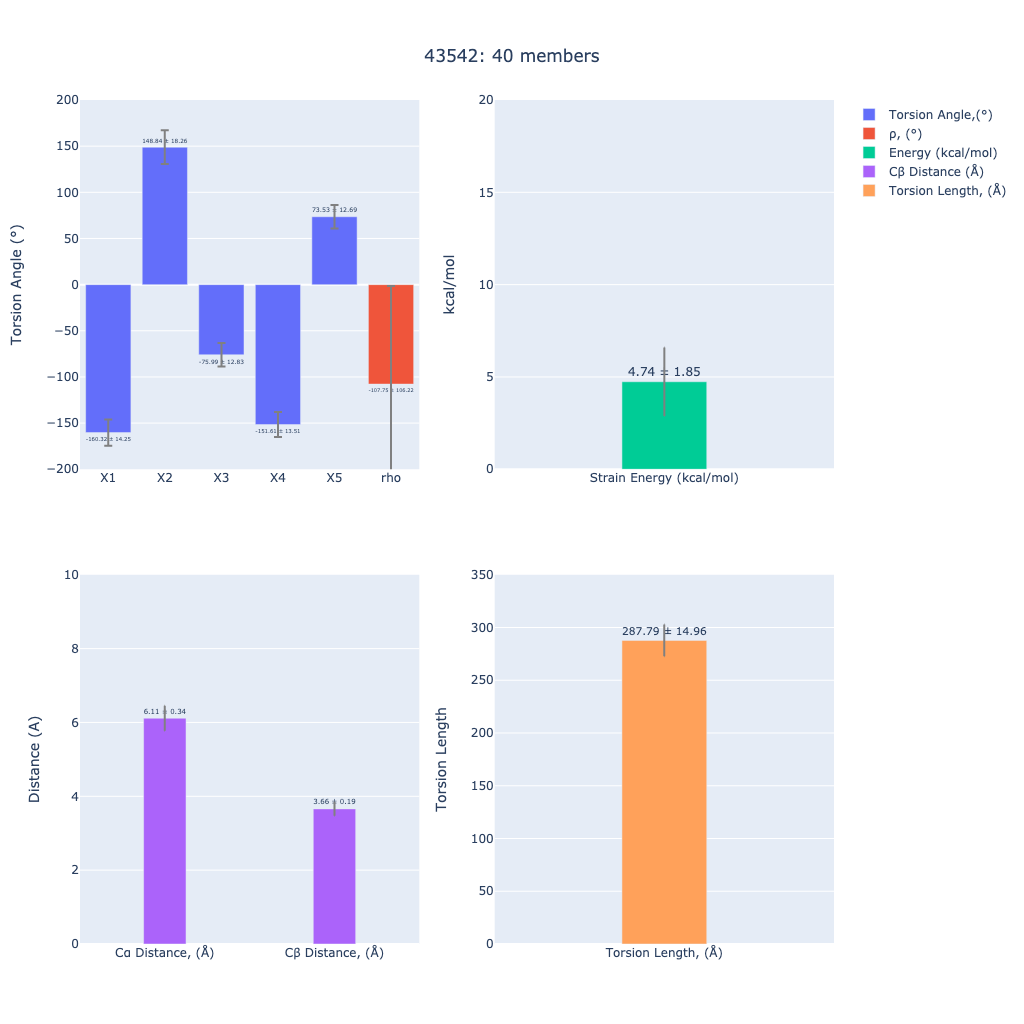 43542: 40 members
Torsion Angle (°)
200
150
100
50
0
−50
−100
−150
−200
-160.32 ± 14.25
148.84 ± 18.26
-75.99 ± 12.83
-151.61 ± 13.51
73.53 ± 12.69
-107.75 ± 106.22
X1 X2 X3 X4 X5 rho
kcal/mol
20
15
10
5
0
4.74 ± 1.85
Strain Energy (kcal/mol)
Torsion Angle,(°)
ρ, (°)
Energy (kcal/mol)
Cβ Distance (Å)
Torsion Length, (Å)
Distance (A)
10
8
6
4
2
0
6.11 ± 0.34
3.66 ± 0.19
Cα Distance, (Å) Cβ Distance, (Å)
Torsion Length
350
300
250
200
150
100
50
0
287.79 ± 14.96
Torsion Length, (Å)